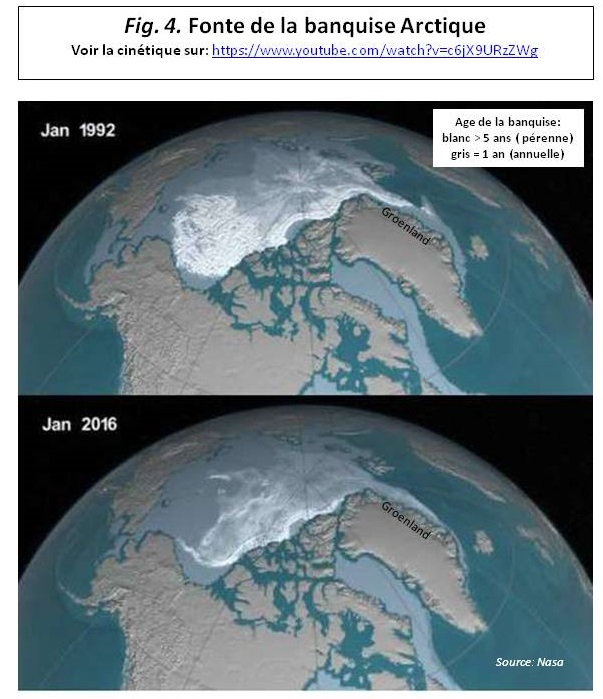 Fig. 4. Fonte de la banquise Arctique
Voir la cinétique sur: https://www.youtube.com/watch?v=c6jX9URzZWg
Jan 1992
Age de la banquise:
blanc > 5 ans ( pérenne)
gris = 1 an (annuelle)
Groenland
Jan 2016
Groenland
Source: Nasa